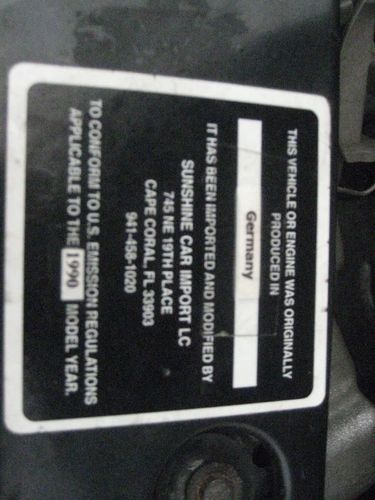 THIS VEHICLE OR ENGINE WAS ORIGINALLY
PRODUCED IN
Germany
IT HAS BEEN IMPORTED AND MODIFIED BY
SUNSHINE CAR IMPORT LC
745 NE 19TH PLACE
CAPE CORAL, FL 33903
941-458-1020
TO CONFORM TO U.S. EMISSION REGULATIONS
APPLICABLE TO THE 1990 MODEL YEAR.